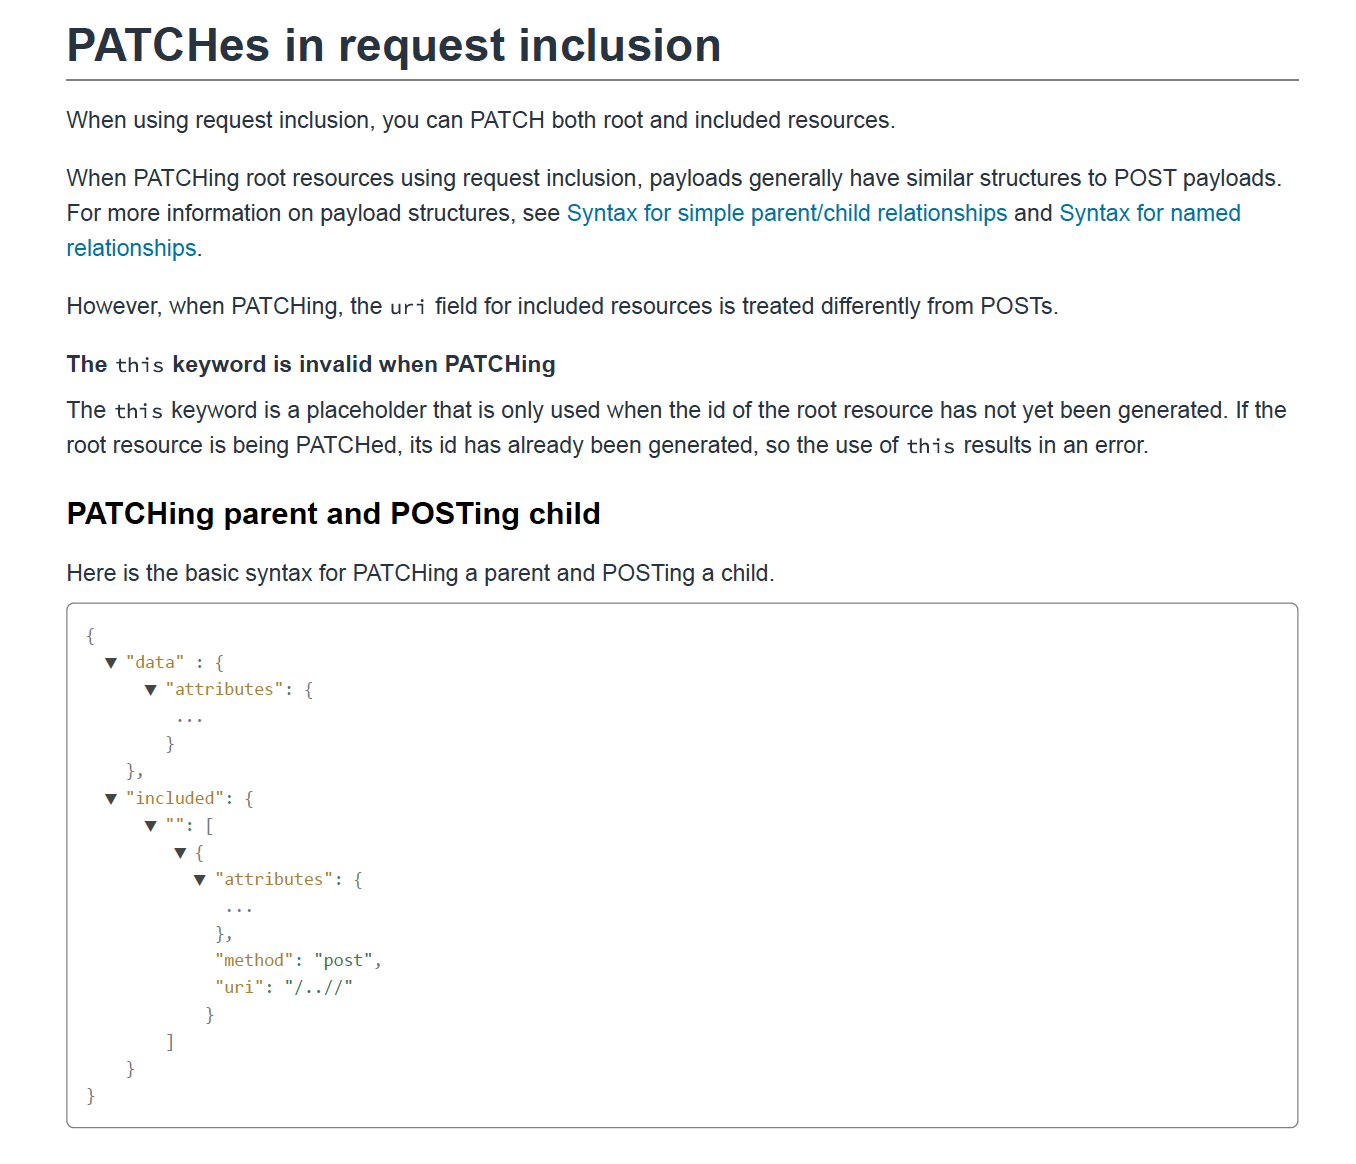 PATCHes in request inclusion
When using request inclusion, you can PATCH both root and included resources.
When PATCHing root resources using request inclusion, payloads generally have similar structures to POST payloads.
For more information on payload structures, see Syntax for simple parent/child relationships and Syntax for named
relationships.
However, when PATCHing, the uri field for included resources is treated differently from POSTs.
The this keyword is invalid when PATCHing
The this keyword is a placeholder that is only used when the id of the root resource has not yet been generated. If the
root resource is being PATCHed, its id has already been generated, so the use of this results in an error.
PATCHing parent and POSTing child
Here is the basic syntax for PATCHing a parent and POSTing a child.
{
▼ "data" : {
▼ "attributes": {
...
}
},
▼ "included": {
▼ "": [
▼ {
▼ "attributes": {
...
},
"method": "post",
"uri": "/..//"
}
]
}
}